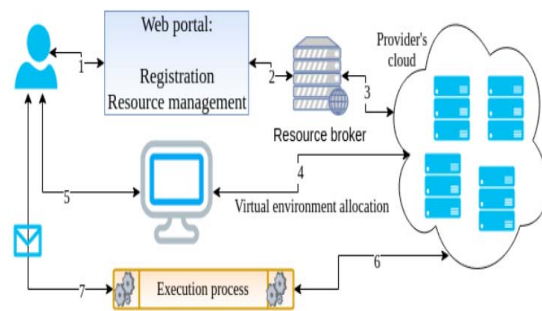 Web portal:
Registration
Resource management
Provider's
cloud
1
2
3
Resource broker
4
5
Virtual environment allocation
6
7
Execution process